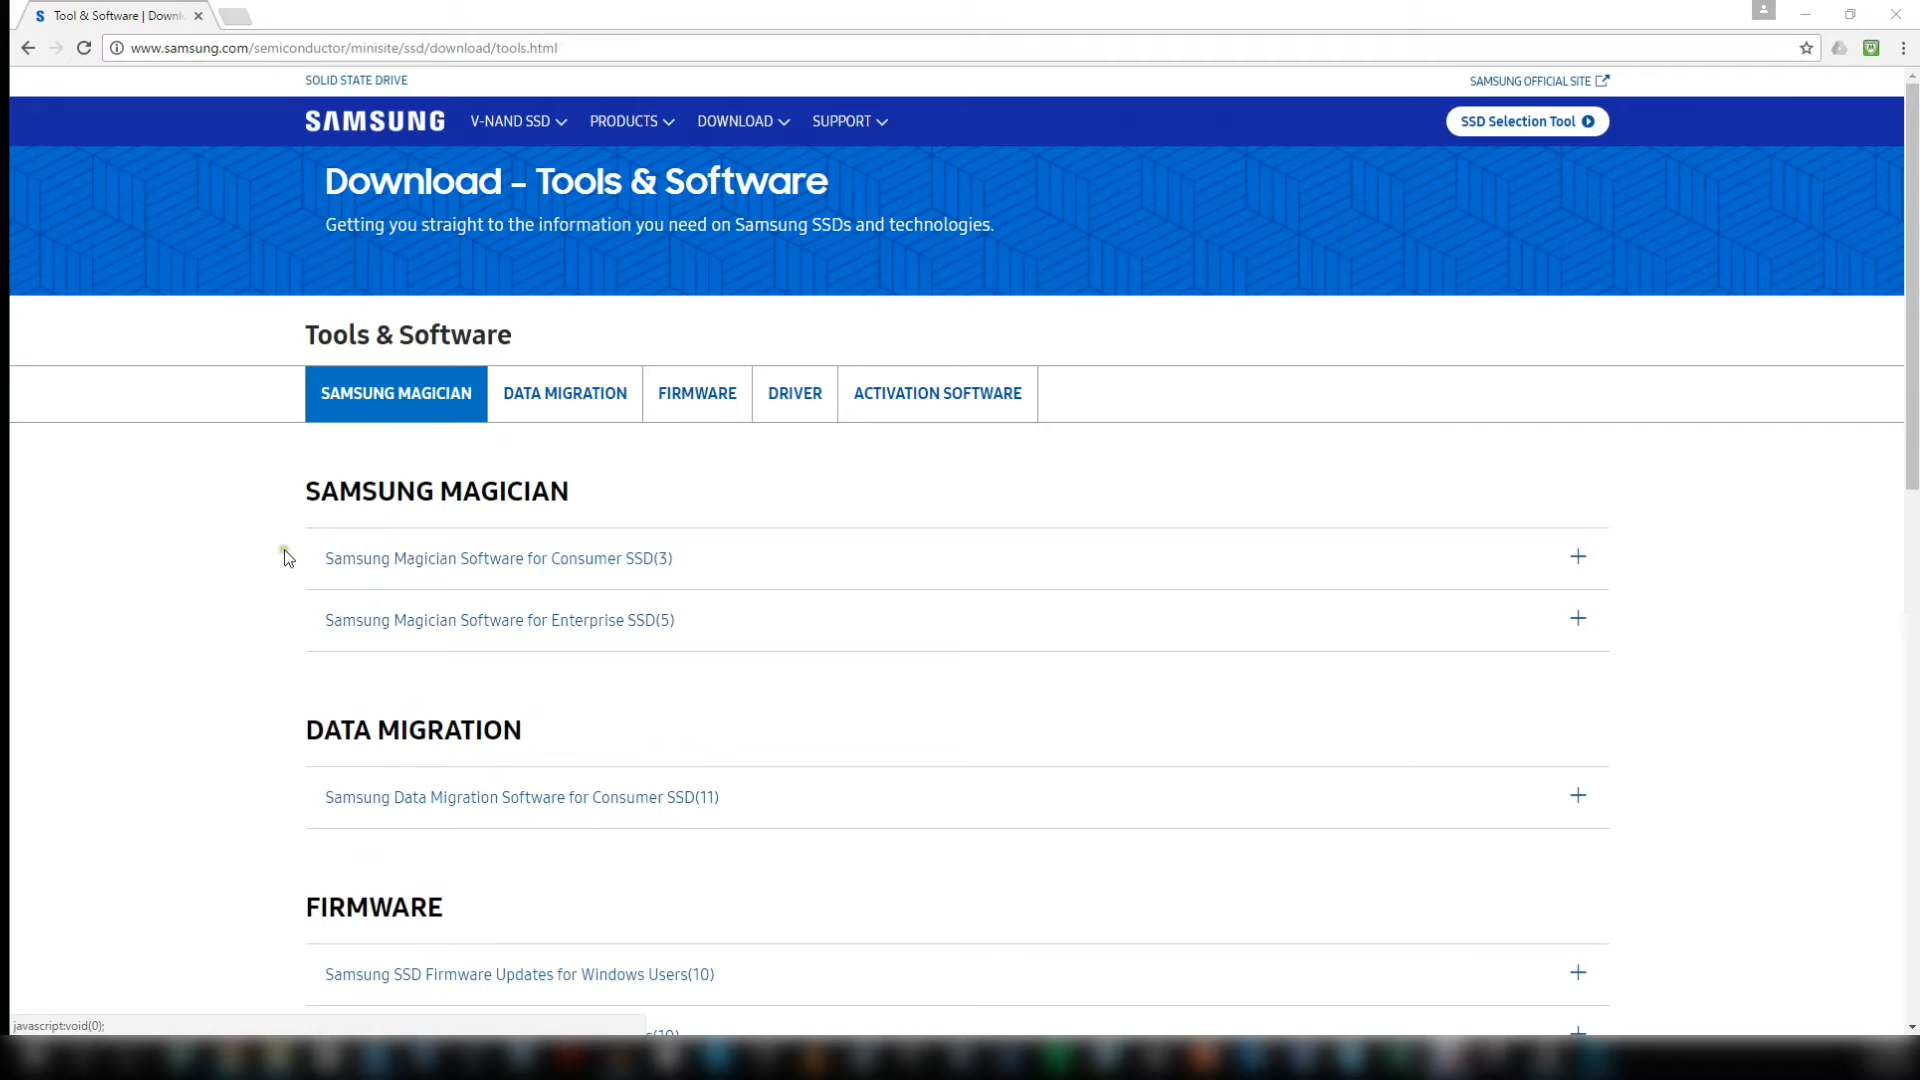 Tool & Software | Downl
www.samsung.com/semiconductor/minisite/ssd/download/tools.html
SOLID STATE DRIVE
SAMSUNG OFFICIAL SITE
SAMSUNG
V-NAND SSD
PRODUCTS
DOWNLOAD
SUPPORT
SSD Selection Tool
Download – Tools & Software
Getting you straight to the information you need on Samsung SSDs and technologies.
Tools & Software
SAMSUNG MAGICIAN
DATA MIGRATION
FIRMWARE
DRIVER
ACTIVATION SOFTWARE
SAMSUNG MAGICIAN
Samsung Magician Software for Consumer SSD(3)
Samsung Magician Software for Enterprise SSD(5)
DATA MIGRATION
Samsung Data Migration Software for Consumer SSD(11)
FIRMWARE
Samsung SSD Firmware Updates for Windows Users(10)
javascript:void(0);